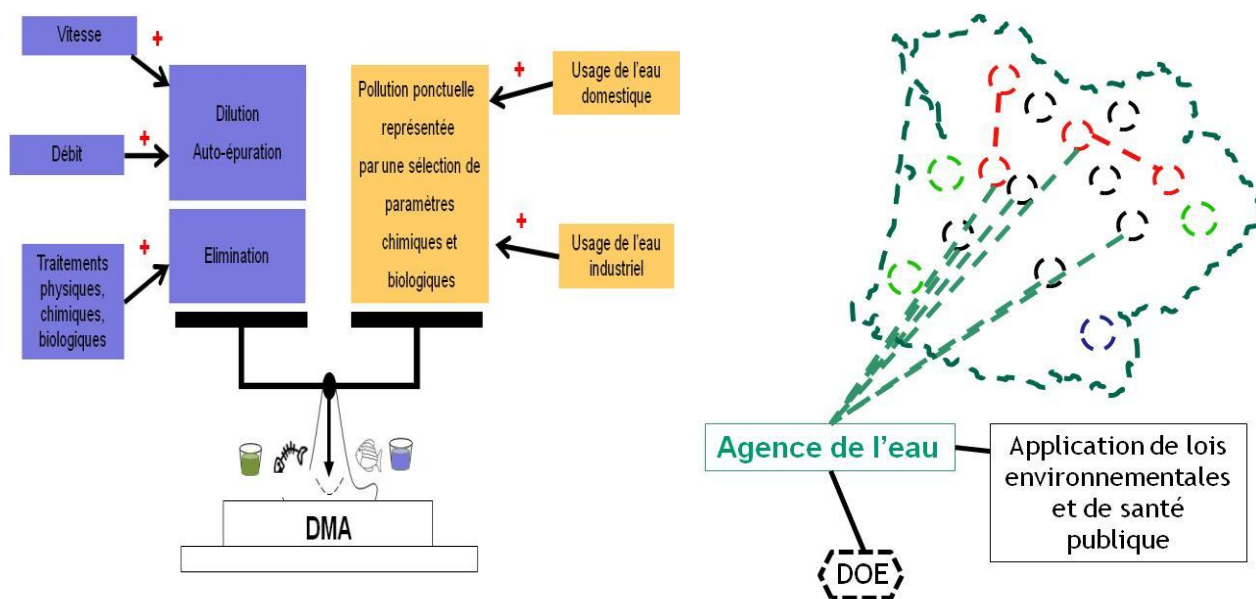 Vitesse
+
Débit
+
Traitements
physiques,
chimiques,
biologiques
+
Dilution
Auto-épuration
Elimination
Pollution ponctuelle
représentée
par une sélection de
paramètres
chimiques et
biologiques
+
Usage de l'eau
domestique
+
Usage de l'eau
industriel
DMA
Agence de l'eau
Application de lois
environnementales
et de santé
publique
DOE